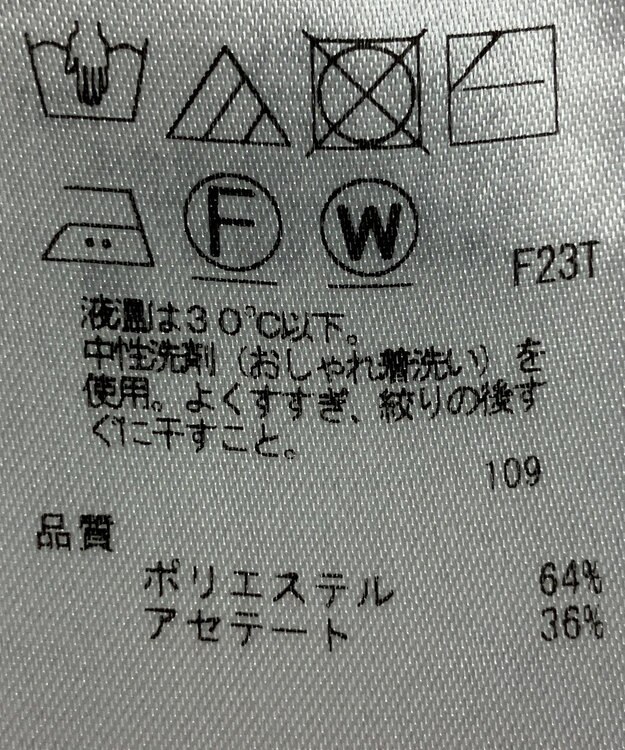 F W
F23T
液温は30℃以下。
中性洗剤（おしゃれ着洗い）を
使用。よくすすぎ、絞りの後す
ぐに干すこと。
109
品質
ポリエステル 64%
アセテート 36%